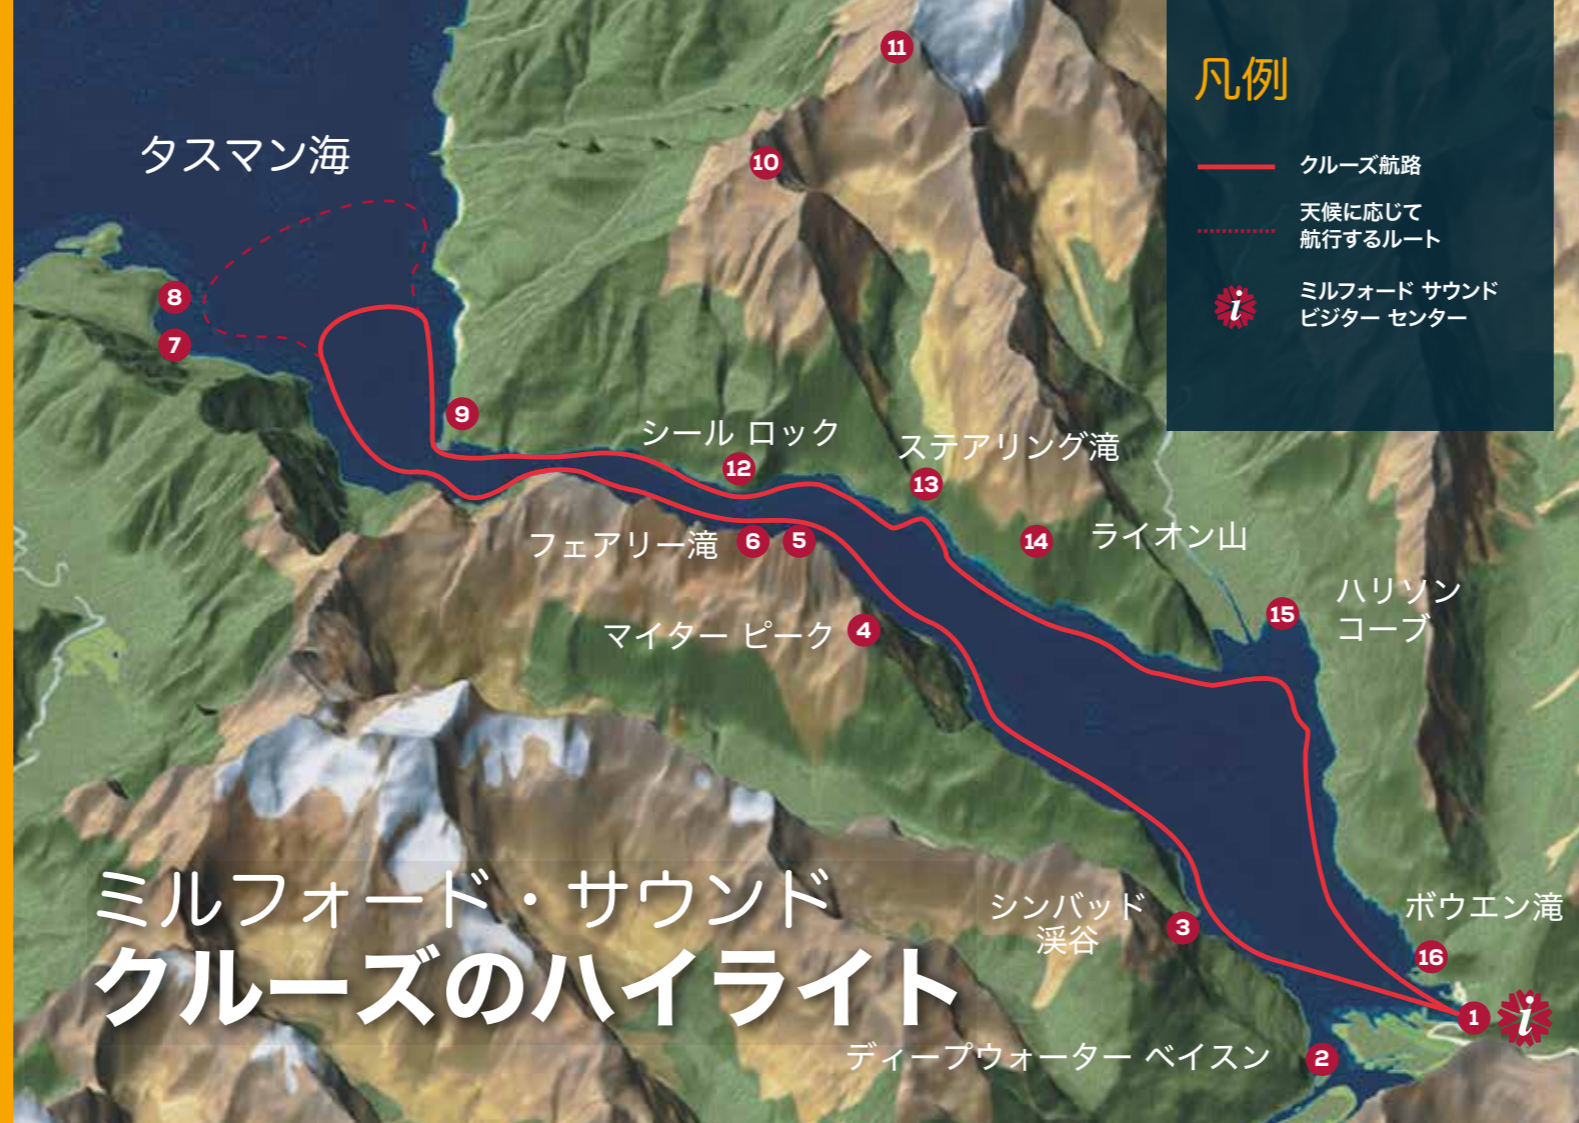 タスマン海
11
10
8
7
9
シール ロック
12
ステアリング滝
13
フェアリー滝
6
5
14
ライオン山
マイター ピーク
4
15
ハリソン
コーブ
ミルフォード・サウンド
クルーズのハイライト
シンバッド
渓谷
3
ボウエン滝
16
1
i
ディープウォーター ベイスン
2
凡例
クルーズ航路
天候に応じて
航行するルート
i
ミルフォード サウンド
ビジター センター